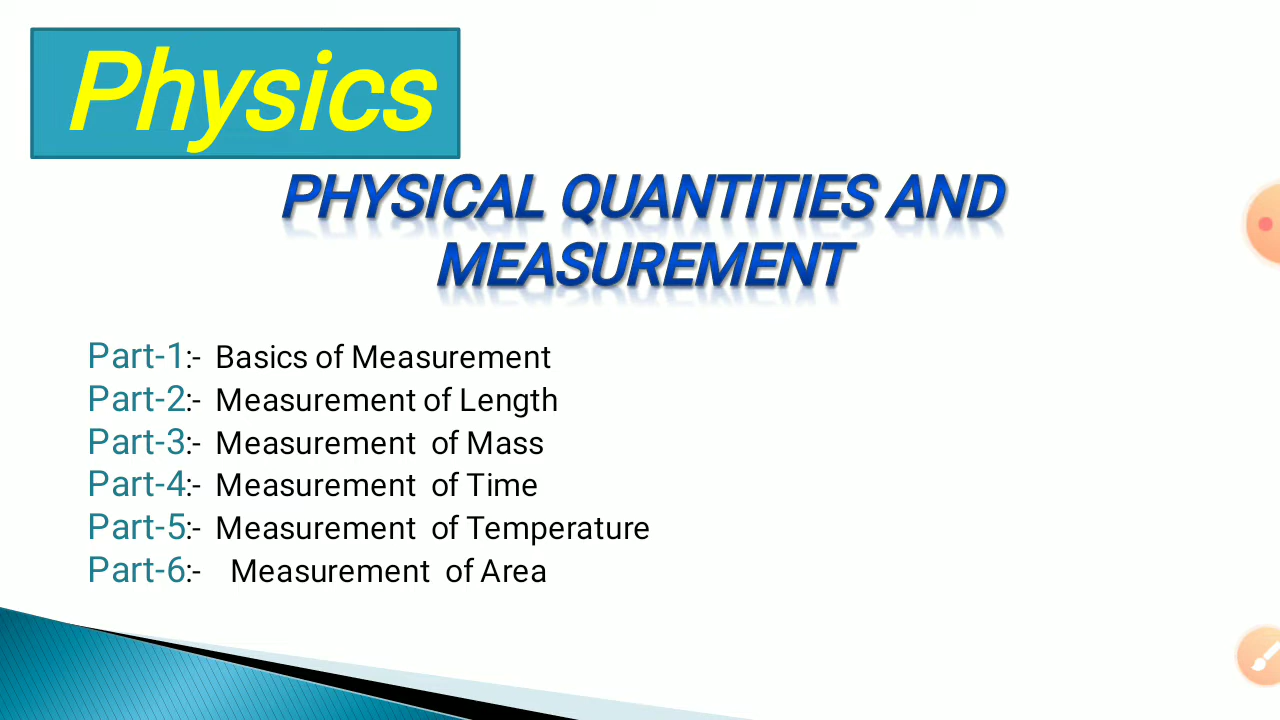 Physics
PHYSICAL QUANTITIES AND
MEASUREMENT
Part-1:- Basics of Measurement
Part-2:- Measurement of Length
Part-3:- Measurement of Mass
Part-4:- Measurement of Time
Part-5:- Measurement of Temperature
Part-6:- Measurement of Area